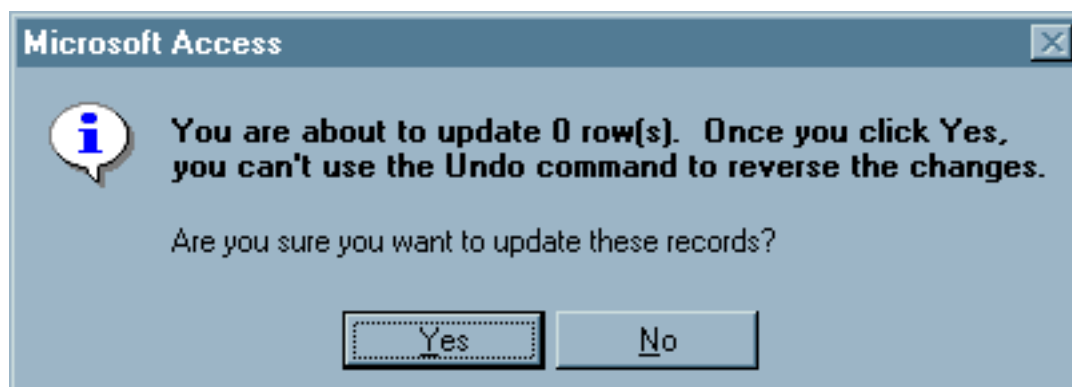 Microsoft Access
You are about to update 0 row(s).  Once you click Yes,
you can't use the Undo command to reverse the changes.
Are you sure you want to update these records?
Yes No